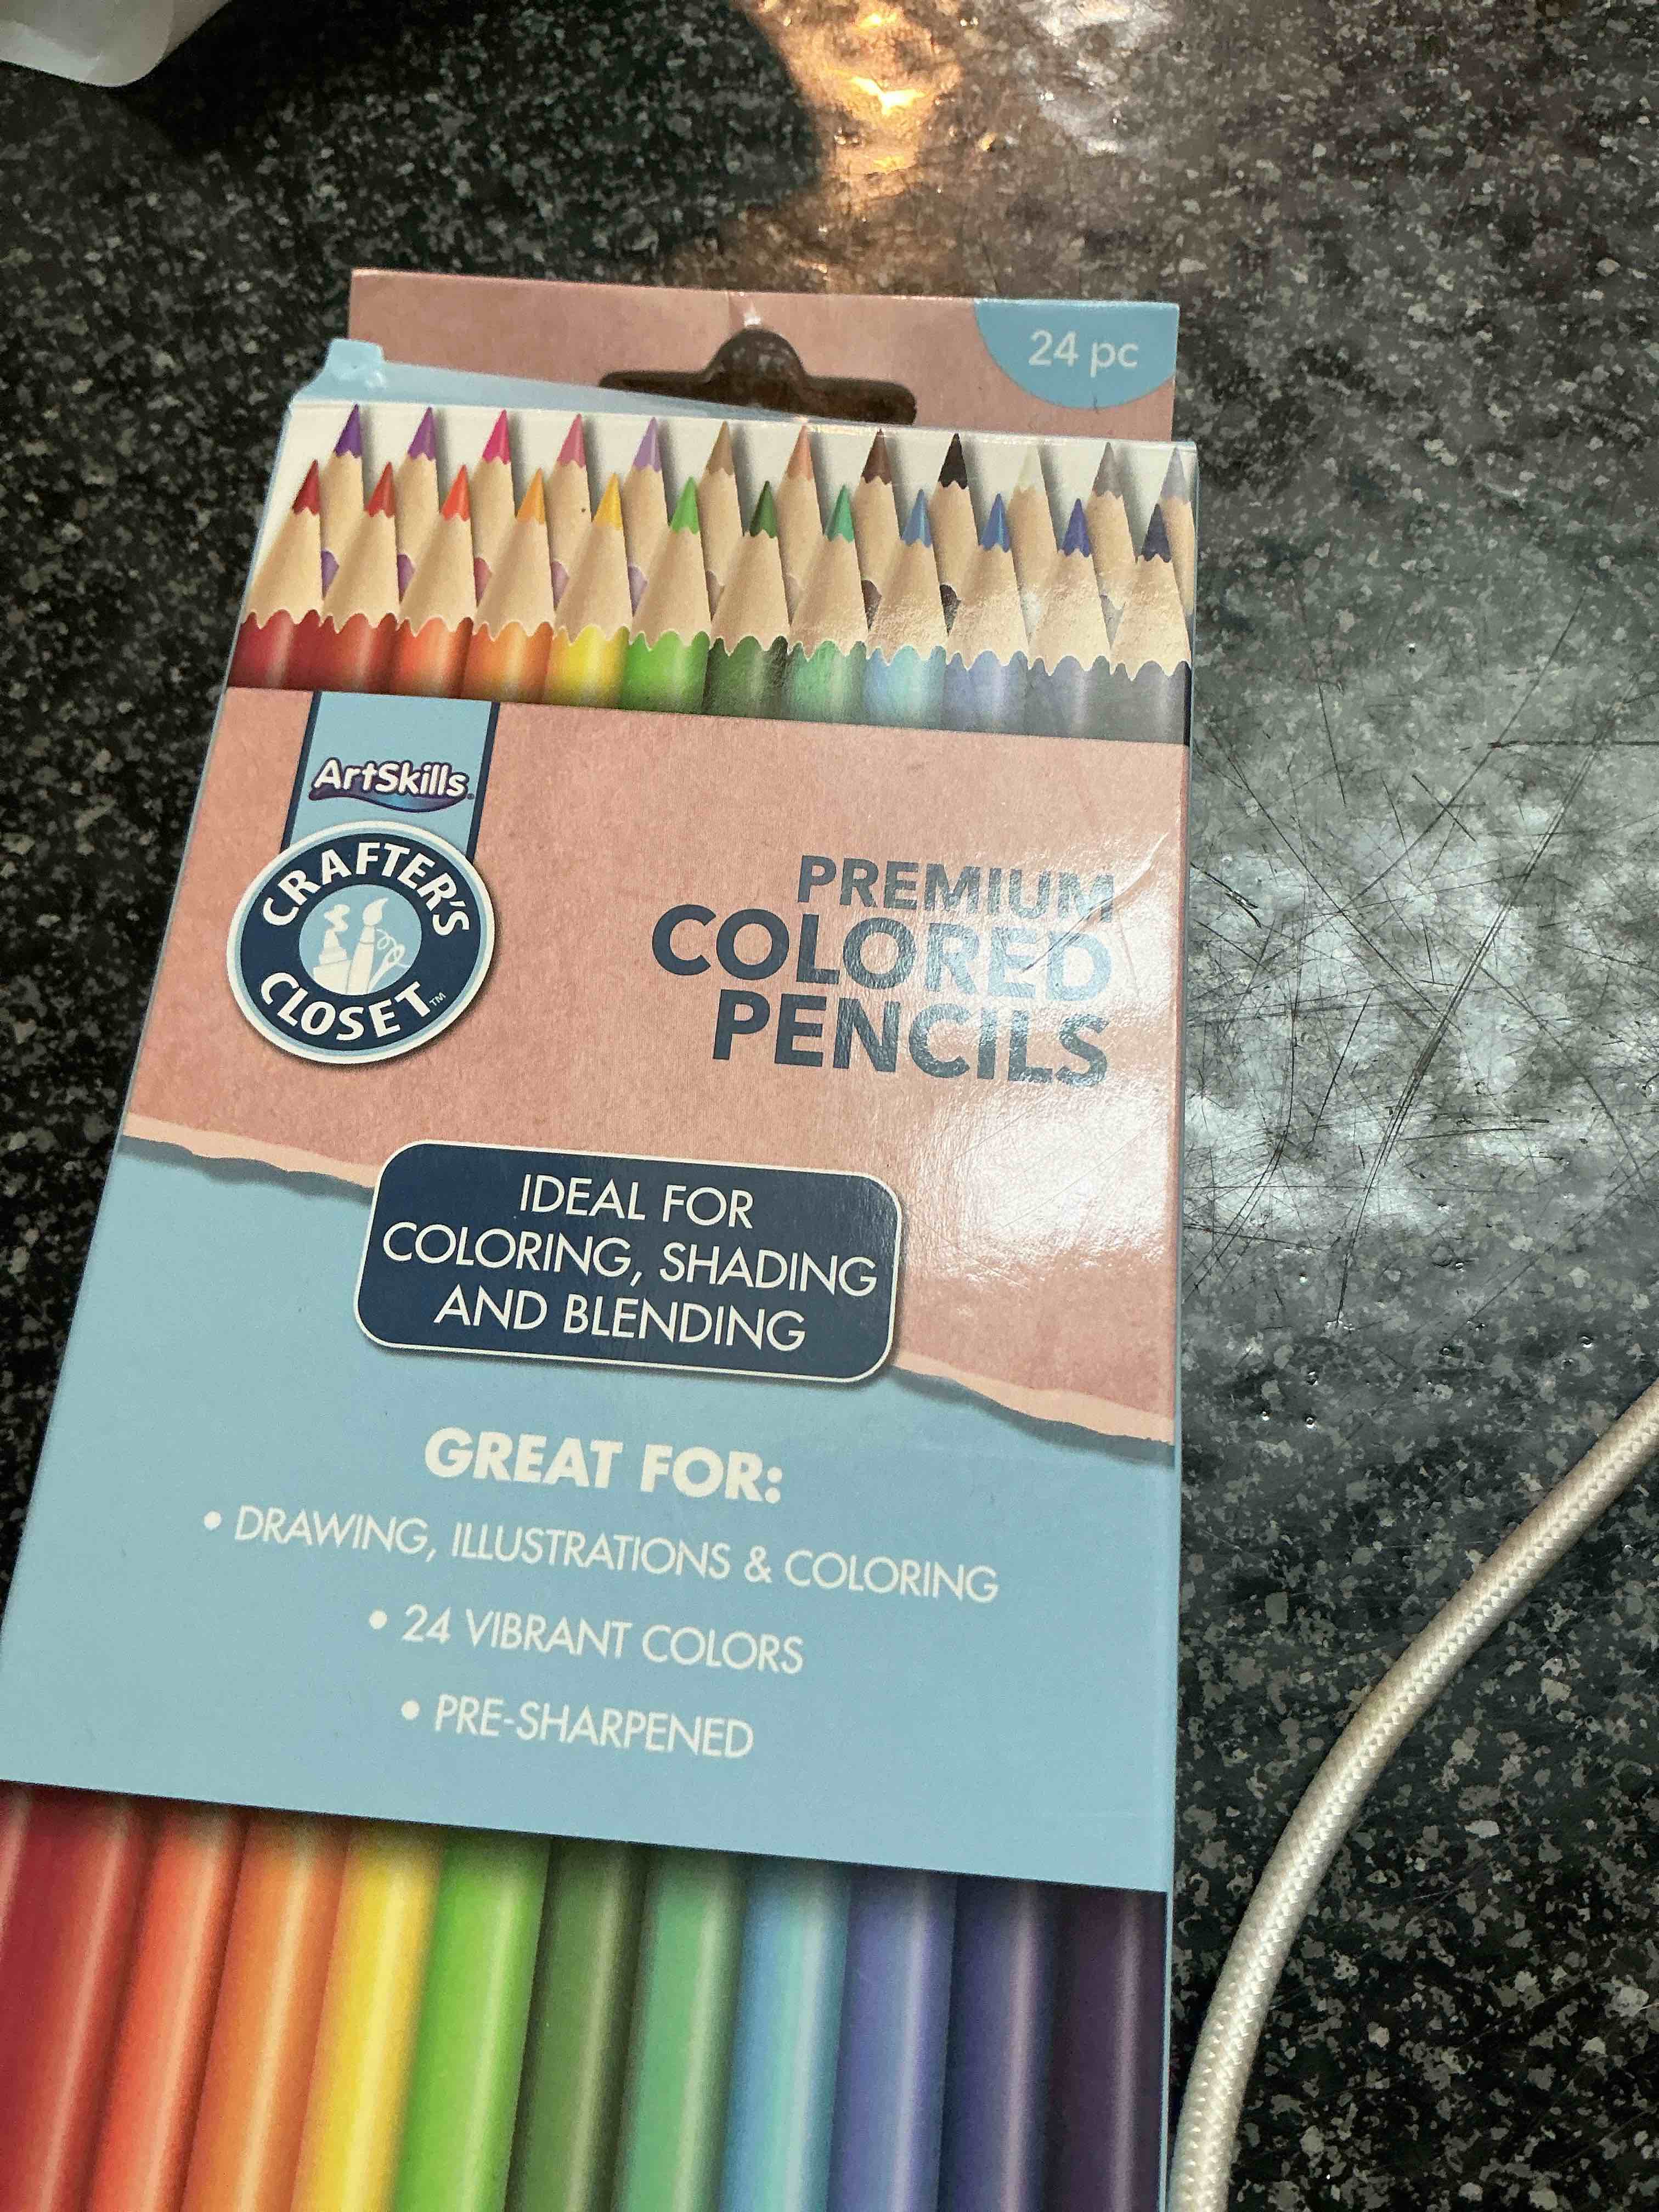 24 pc
ArtSkills®
CRAFTER'S
CLOSET™
PREMIUM
COLORED
PENCILS
IDEAL FOR
COLORING, SHADING
AND BLENDING
GREAT FOR:
• DRAWING, ILLUSTRATIONS & COLORING
• 24 VIBRANT COLORS
• PRE-SHARPENED